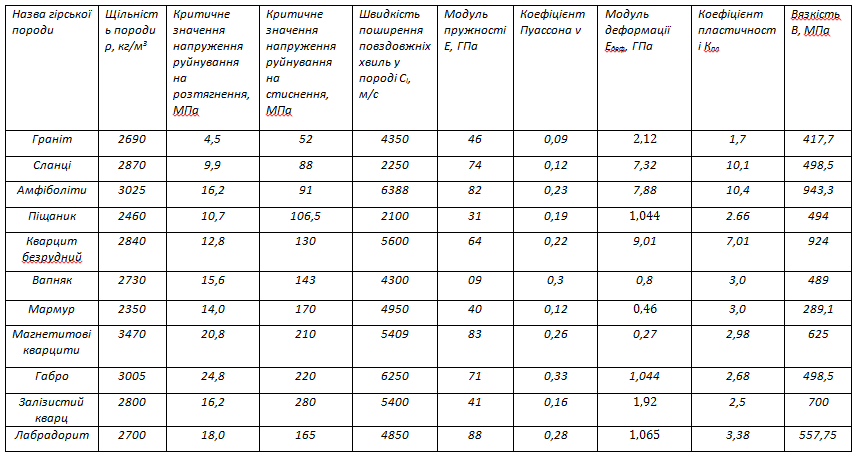 Назва гірської породи | Щільність породи ρ, кг/м³ | Критичне значення напруження руйнування на розтягнення, МПа | Критичне значення напруження руйнування на стиснення, МПа | Швидкість поширення повздовжніх хвиль у породі Cₗ, м/с | Модуль пружності Е, ГПа | Коефіцієнт Пуассона ν | Модуль деформації Едеф, ГПа | Коефіцієнт пластичності Кпл | Вязкість В, МПа
Граніт | 2690 | 4,5 | 52 | 4350 | 46 | 0,09 | 2,12 | 1,7 | 417,7
Сланці | 2870 | 9,9 | 88 | 2250 | 74 | 0,12 | 7,32 | 10,1 | 498,5
Амфіболіти | 3025 | 16,2 | 91 | 6388 | 82 | 0,23 | 7,88 | 10,4 | 943,3
Піщаник | 2460 | 10,7 | 106,5 | 2100 | 31 | 0,19 | 1,044 | 2.66 | 494
Кварцит безрудний | 2840 | 12,8 | 130 | 5600 | 64 | 0,22 | 9,01 | 7,01 | 924
Вапняк | 2730 | 15,6 | 143 | 4300 | 09 | 0,3 | 0,8 | 3,0 | 489
Мармур | 2350 | 14,0 | 170 | 4950 | 40 | 0,12 | 0,46 | 3,0 | 289,1
Магнетитові кварцити | 3470 | 20,8 | 210 | 5409 | 83 | 0,26 | 0,27 | 2,98 | 625
Габро | 3005 | 24,8 | 220 | 6250 | 71 | 0,33 | 1,044 | 2,68 | 498,5
Залізистий кварц | 2800 | 16,2 | 280 | 5400 | 41 | 0,16 | 1,92 | 2,5 | 700
Лабрадорит | 2700 | 18,0 | 165 | 4850 | 88 | 0,28 | 1,065 | 3,38 | 557,75